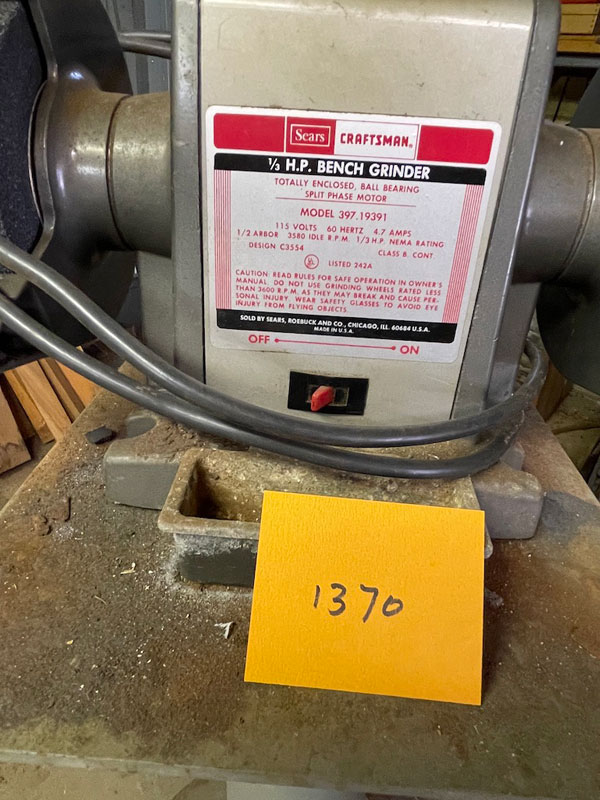 Sears CRAFTSMAN®
1/3 H.P. BENCH GRINDER
TOTALLY ENCLOSED, BALL BEARING
SPLIT PHASE MOTOR
MODEL 397.19391
115 VOLTS 60 HERTZ 4.7 AMPS
1/2 ARBOR 3580 IDLE R.P.M. 1/3 H.P. NEMA RATING
DESIGN C3554 CLASS B. CONT
UL LISTED 242A
CAUTION: READ RULES FOR SAFE OPERATION IN OWNER'S
MANUAL. DO NOT USE GRINDING WHEELS RATED LESS
THAN 3600 R.P.M. AS THEY MAY BREAK AND CAUSE PER-
SONAL INJURY. WEAR SAFETY GLASSES TO AVOID EYE
INJURY FROM FLYING OBJECTS.
SOLD BY SEARS, ROEBUCK AND CO., CHICAGO, ILL. 60684 U.S.A.
MADE IN U.S.A.
OFF ON
1370